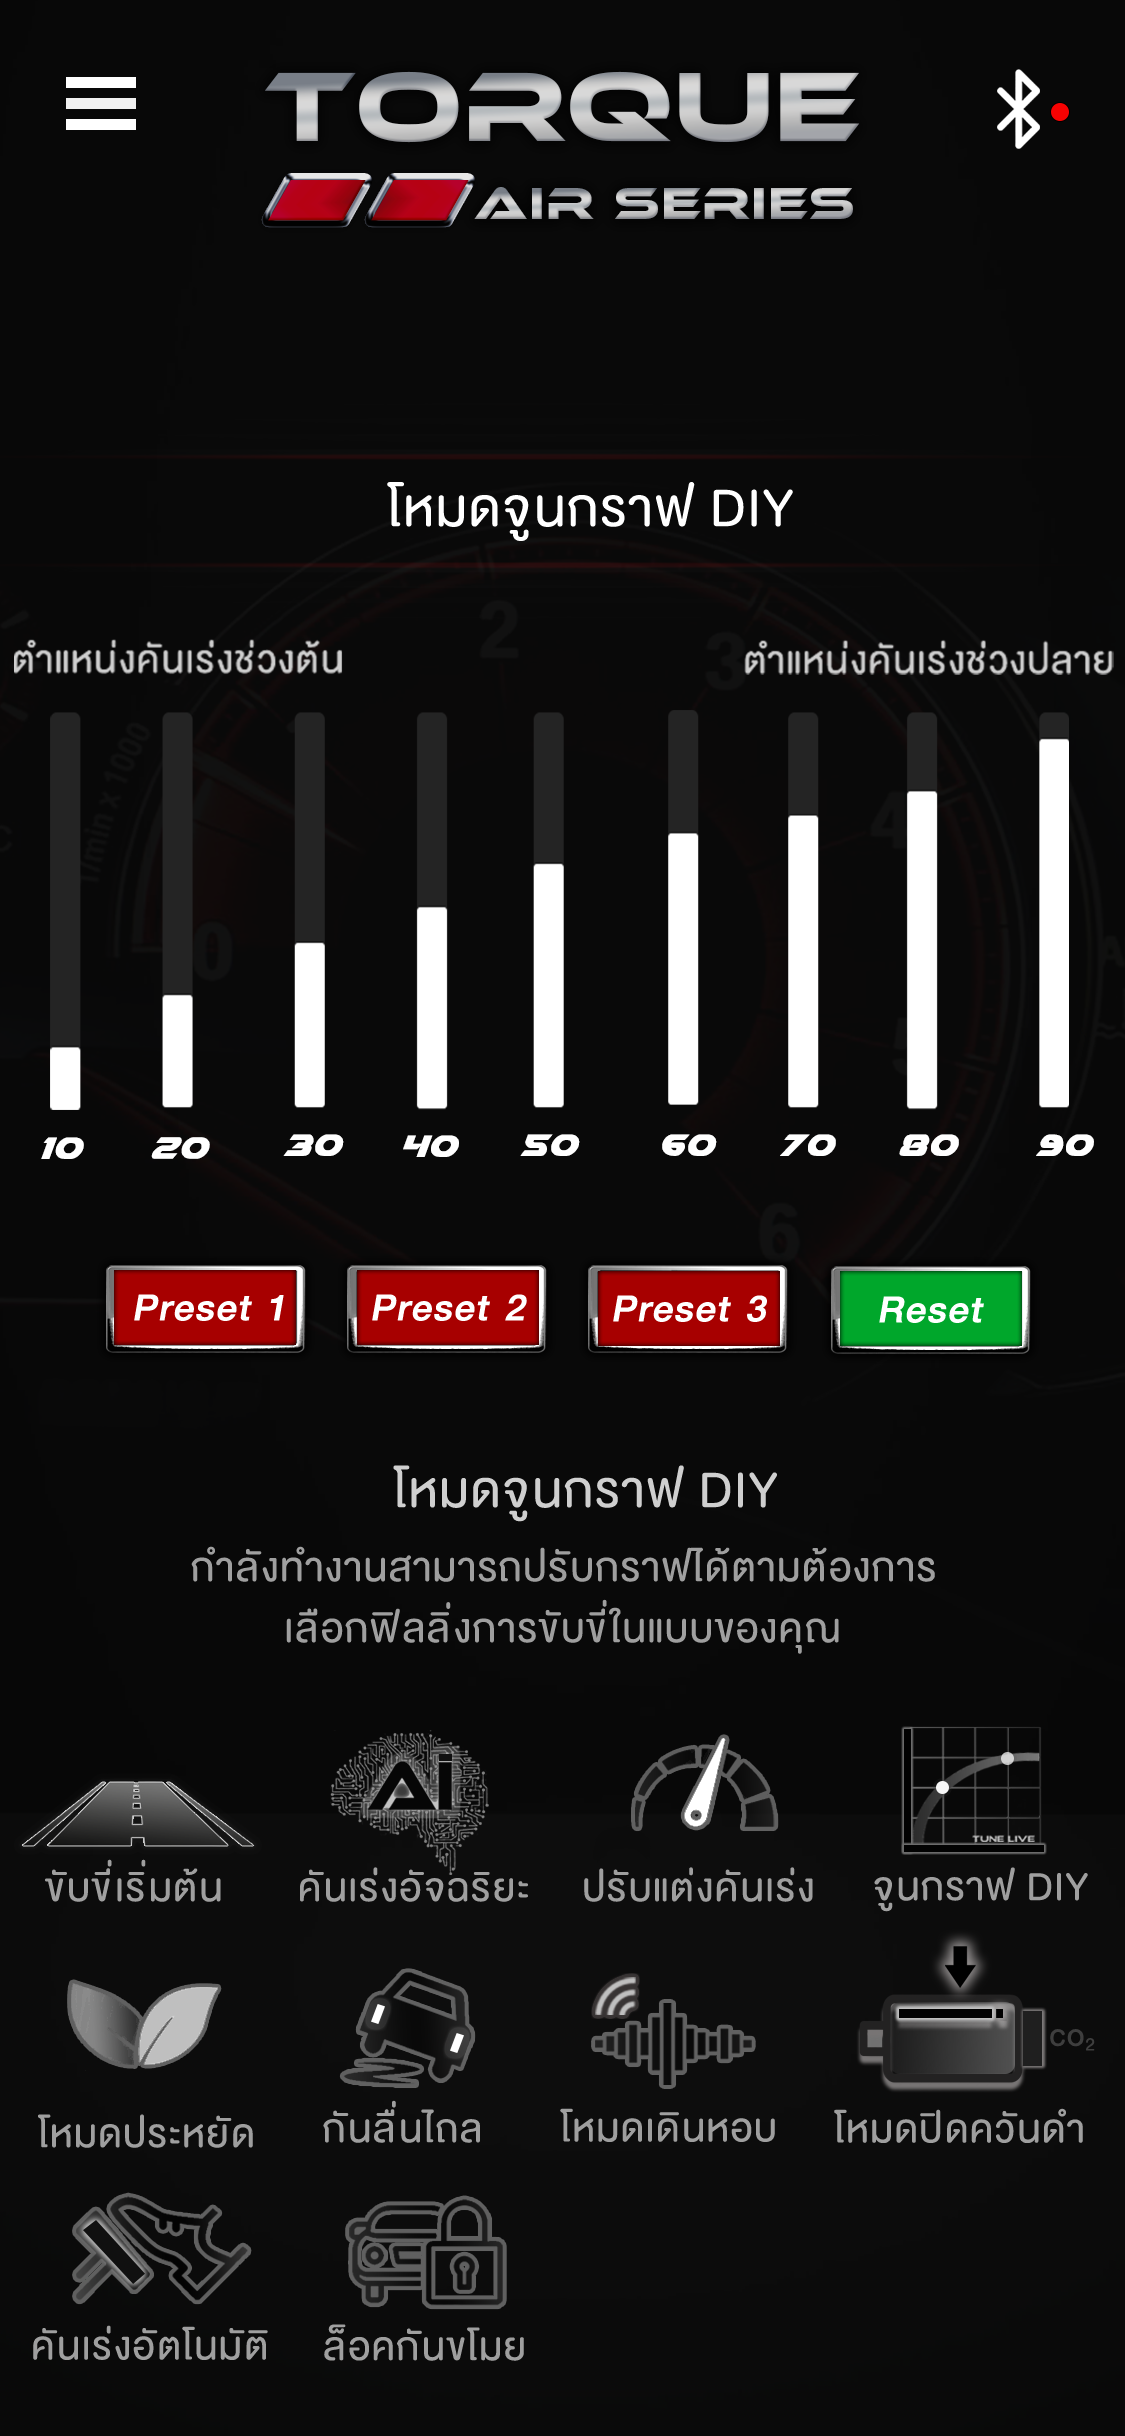 TORQUE
AIR SERIES
โหมดจูนกราฟ DIY
ตำแหน่งคันเร่งช่วงต้น
ตำแหน่งคันเร่งช่วงปลาย
1/min x 1000
0
2
3
4
5
6
10 20 30 40 50 60 70 80 90
Preset 1 Preset 2 Preset 3 Reset
โหมดจูนกราฟ DIY
กำลังทำงานสามารถปรับกราฟได้ตามต้องการ
เลือกฟิลลิ่งการขับขี่ในแบบของคุณ
AI
TUNE LIVE
ขับขี่เริ่มต้น คันเร่งอัจฉริยะ ปรับแต่งคันเร่ง จูนกราฟ DIY
CO₂
โหมดประหยัด กันลื่นไถล โหมดเดินหอบ โหมดปิดควันดำ
คันเร่งอัตโนมัติ ล็อคกันขโมย